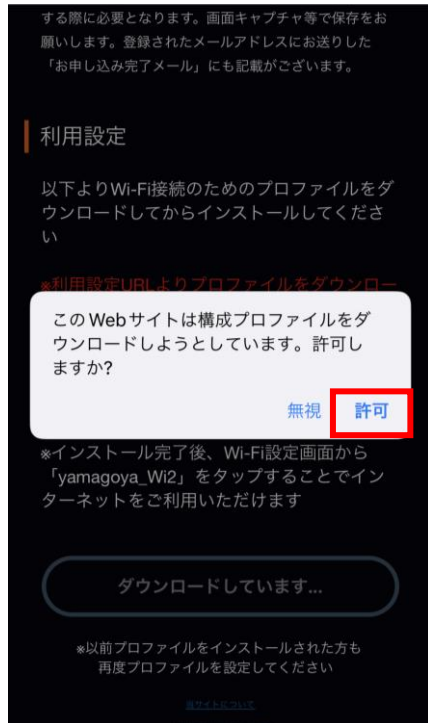 する際に必要となります。画面キャプチャ等で保存をお
願いします。登録されたメールアドレスにお送りした
「お申し込み完了メール」にも記載がございます。
利用設定
以下よりWi-Fi接続のためのプロファイルをダ
ウンロードしてからインストールしてくださ
い
※利用設定URLよりプロファイルをダウンロー
このWebサイトは構成プロファイルをダ
ウンロードしようとしています。許可し
ますか?
無視 許可
※インストール完了後、Wi-Fi設定画面から
「yamagoya_Wi2」をタップすることでイン
ターネットをご利用いただけます
ダウンロードしています...
※以前プロファイルをインストールされた方も
再度プロファイルを設定してください
当サイトについて